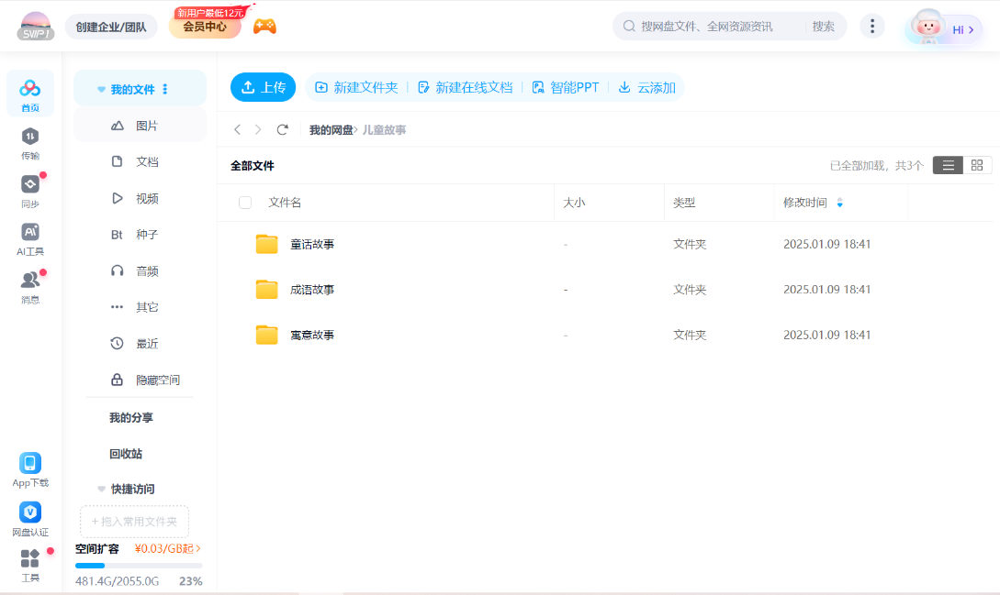 SVIP1
创建企业/团队
新用户最低12元
会员中心
搜网盘文件、全网资源资讯
搜索
Hi
首页
传输
同步
AI工具
消息
App下载
网盘认证
工具
我的文件
图片
文档
视频
Bt 种子
音频
其它
最近
隐藏空间
我的分享
回收站
快捷访问
+ 拖入常用文件夹
空间扩容 ¥0.03/GB起
481.4G/2055.0G 23%
上传 新建文件夹 新建在线文档 智能PPT 云添加
我的网盘 儿童故事
全部文件 已全部加载，共3个
文件名 大小 类型 修改时间
童话故事 - 文件夹 2025.01.09 18:41
成语故事 - 文件夹 2025.01.09 18:41
寓意故事 - 文件夹 2025.01.09 18:41